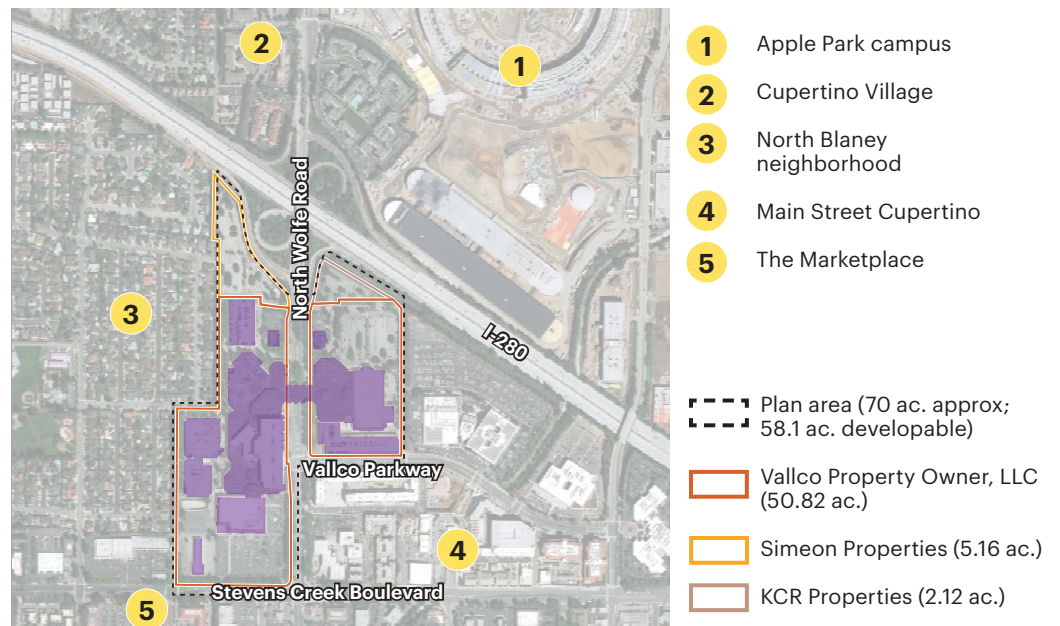 2
1
North Wolfe Road
3
I-280
Vallco Parkway
4
Stevens Creek Boulevard
5
1 Apple Park campus
2 Cupertino Village
3 North Blaney
neighborhood
4 Main Street Cupertino
5 The Marketplace
Plan area (70 ac. approx;
58.1 ac. developable)
Vallco Property Owner, LLC
(50.82 ac.)
Simeon Properties (5.16 ac.)
KCR Properties (2.12 ac.)